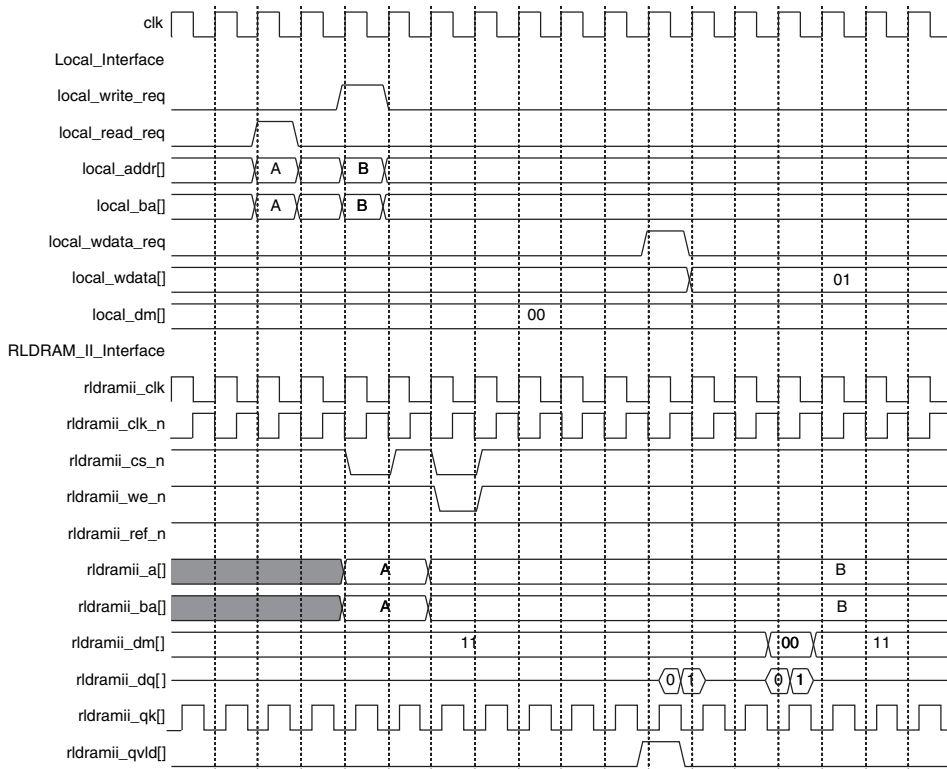 clk
Local_Interface
local_write_req
local_read_req
local_addr[] A B
local_ba[] A B
local_wdata_req
local_wdata[] 01
local_dm[] 00
RLDRAM_II_Interface
rldramii_clk
rldramii_clk_n
rldramii_cs_n
rldramii_we_n
rldramii_ref_n
rldramii_a[] A B
rldramii_ba[] A B
rldramii_dm[] 11 00 11
rldramii_dq[] 0 1 0 1
rldramii_qk[]
rldramii_qvld[]